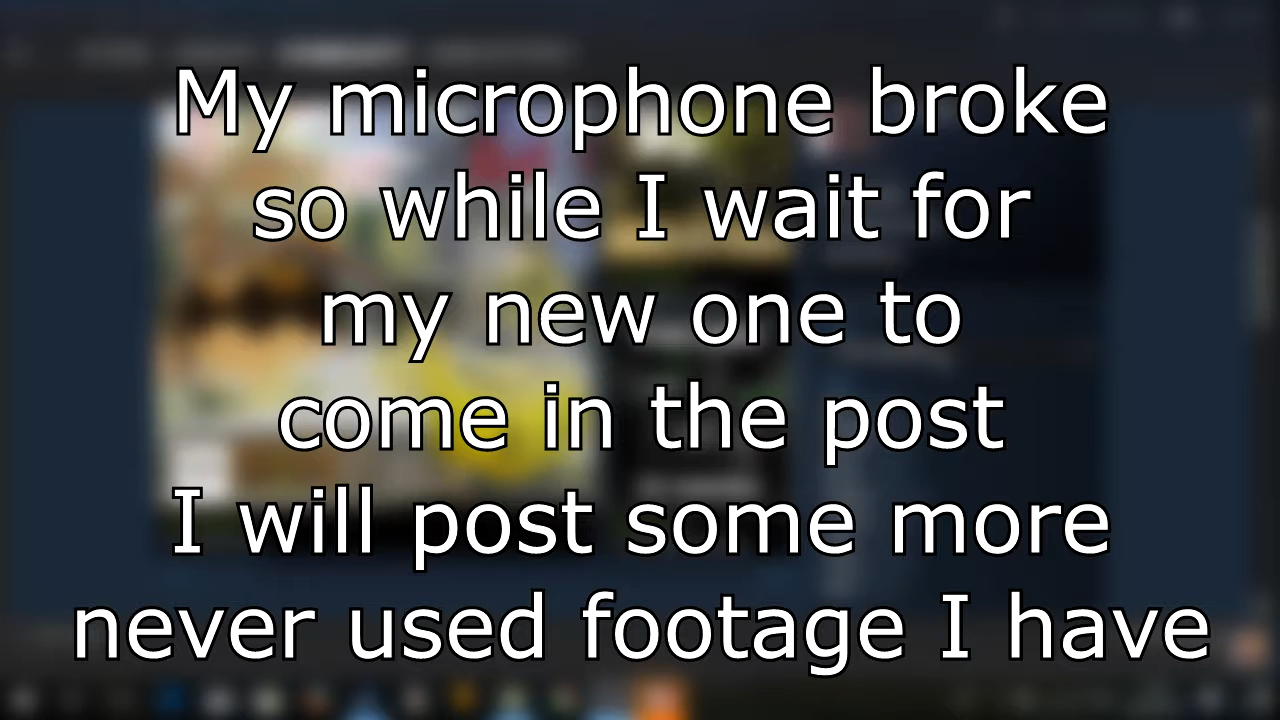 My microphone broke
so while I wait for
my new one to
come in the post
I will post some more
never used footage I have